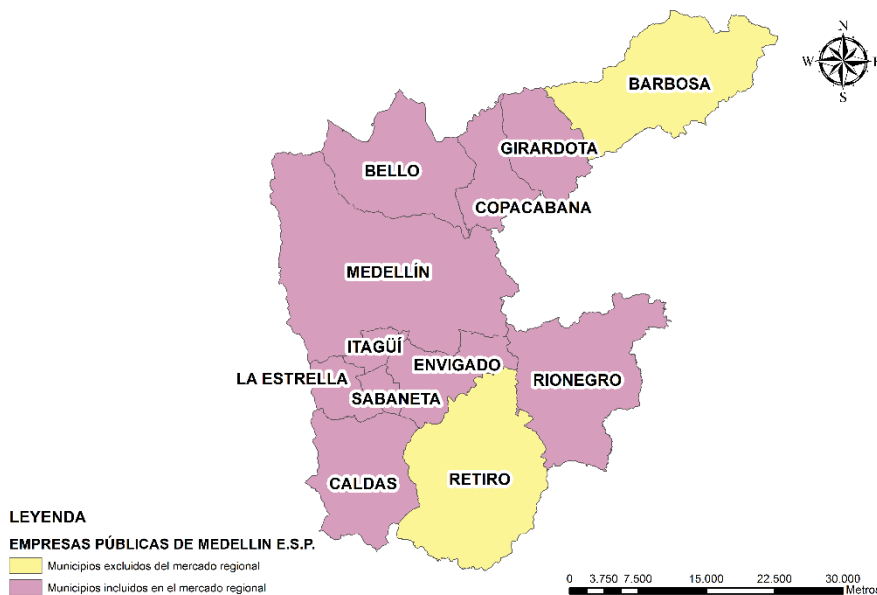 N
W
E
S
BARBOSA
GIRARDOTA
BELLO
COPACABANA
MEDELLÍN
ITAGÜÍ
ENVIGADO
LA ESTRELLA
RIONEGRO
SABANETA
CALDAS
RETIRO
LEYENDA
EMPRESAS PÚBLICAS DE MEDELLIN E.S.P.
Municipios excluidos del mercado regional
Municipios incluidos en el mercado regional
0 3.750 7.500 15.000 22.500 30.000
Metros